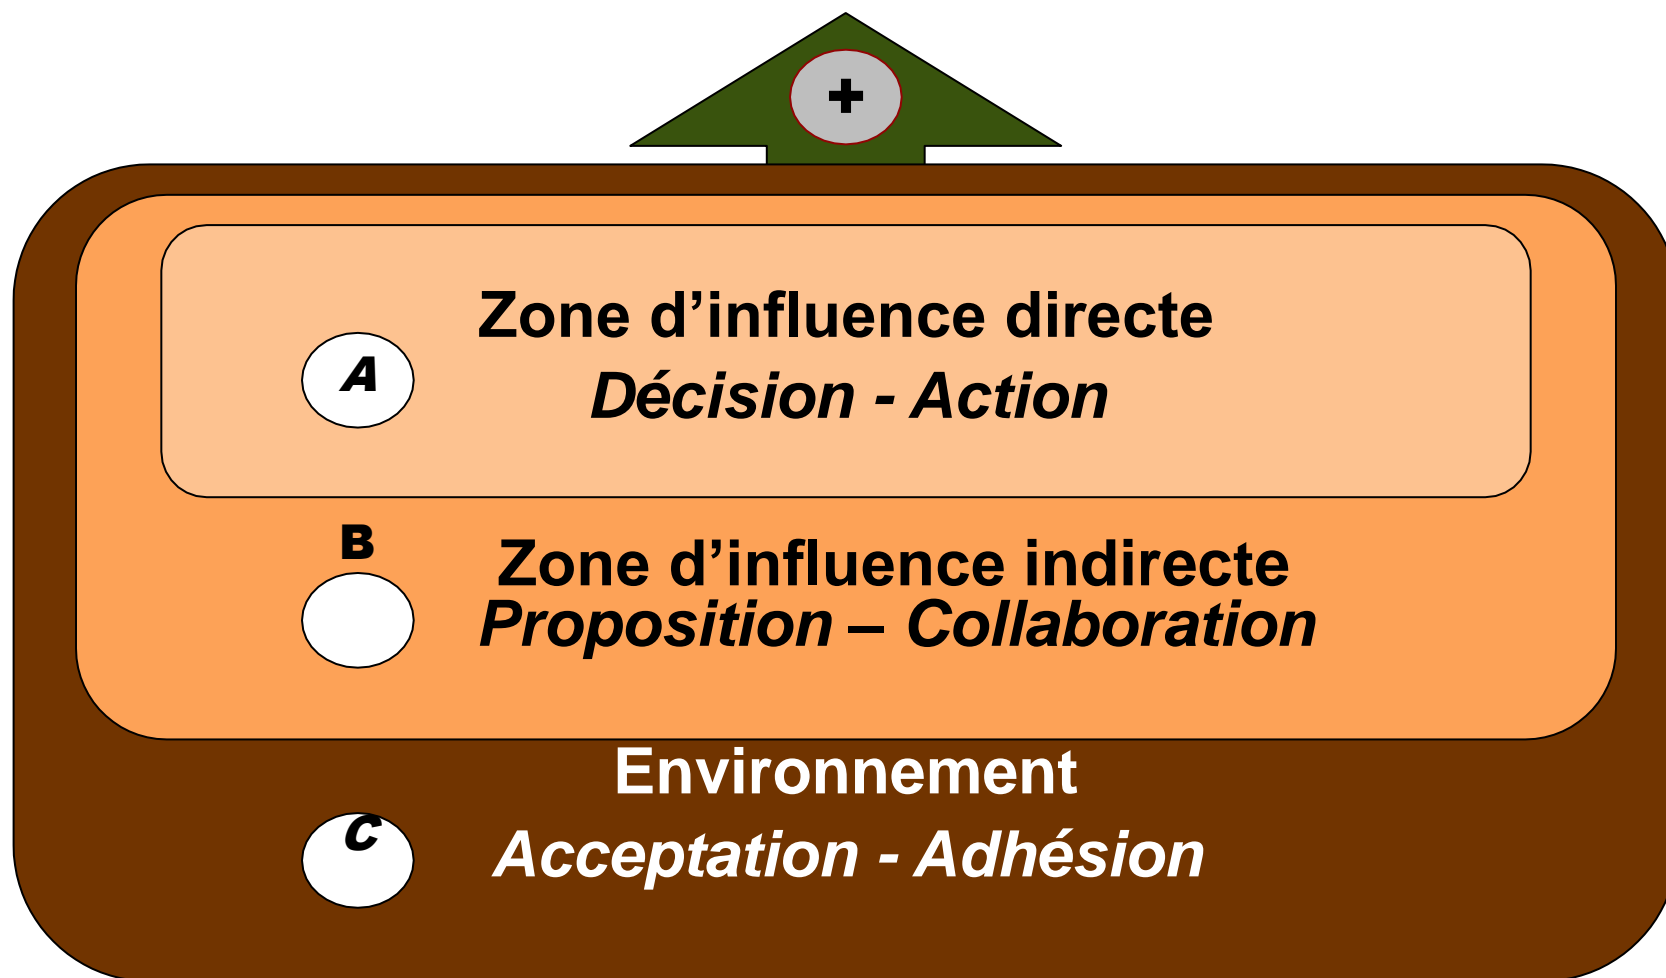 +
Zone d’influence directe
A
Décision - Action
B
Zone d’influence indirecte
Proposition – Collaboration
Environnement
C
Acceptation - Adhésion